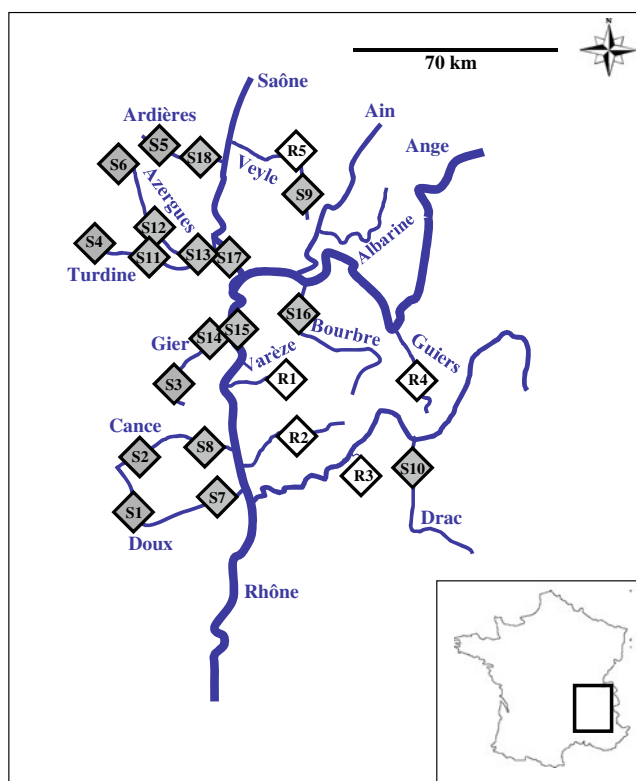 70 km
Saône
Ardières
Ain
Ange
S5
S18
R5
S6
Veyle
Azergues
S9
S12
S4
S11
S13
S17
Albarine
Turdine
S16
Bourbre
S14
S15
Gier
Varèze
Guiers
S3
R1
R4
Cance
R2
S8
S2
R3
S10
S7
S1
Drac
Doux
Rhône